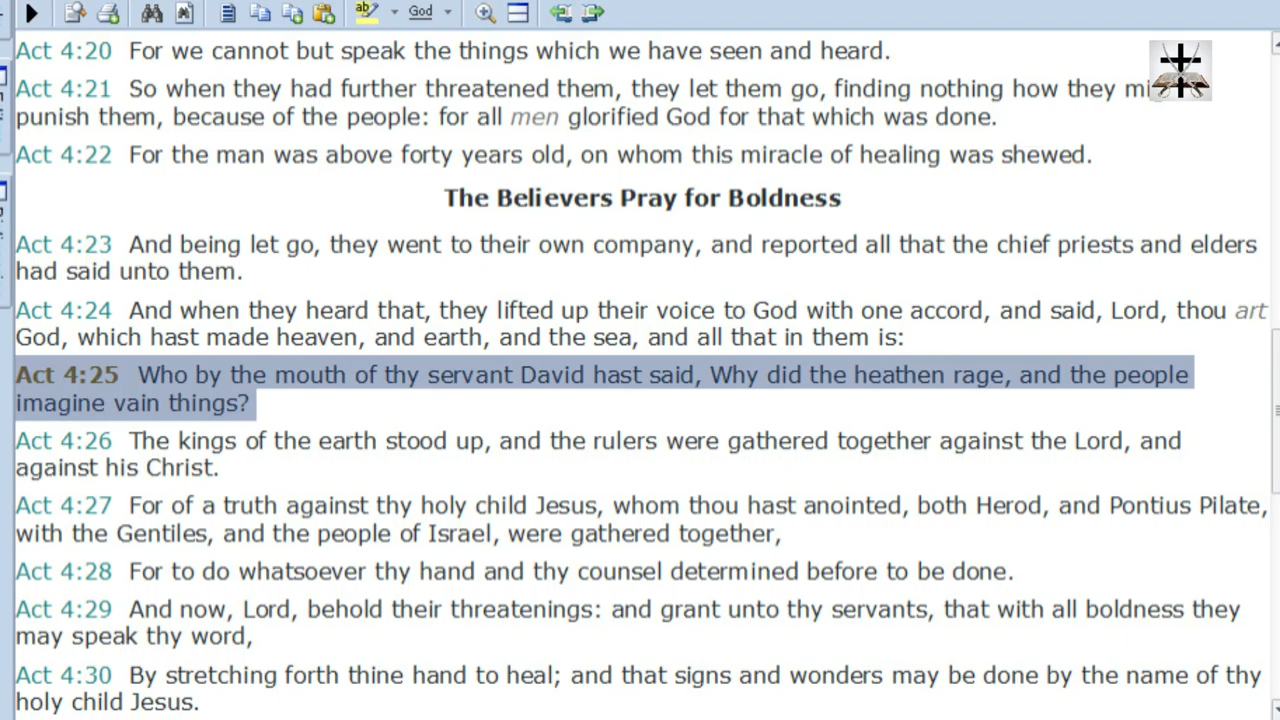 ab God
Act 4:20 For we cannot but speak the things which we have seen and heard.
Act 4:21 So when they had further threatened them, they let them go, finding nothing how they
punish them, because of the people: for all men glorified God for that which was done.
Act 4:22 For the man was above forty years old, on whom this miracle of healing was shewed.
The Believers Pray for Boldness
Act 4:23 And being let go, they went to their own company, and reported all that the chief priests and elders
had said unto them.
Act 4:24 And when they heard that, they lifted up their voice to God with one accord, and said, Lord, thou art
God, which hast made heaven, and earth, and the sea, and all that in them is:
Act 4:25 Who by the mouth of thy servant David hast said, Why did the heathen rage, and the people
imagine vain things?
Act 4:26 The kings of the earth stood up, and the rulers were gathered together against the Lord, and
against his Christ.
Act 4:27 For of a truth against thy holy child Jesus, whom thou hast anointed, both Herod, and Pontius Pilate,
with the Gentiles, and the people of Israel, were gathered together,
Act 4:28 For to do whatsoever thy hand and thy counsel determined before to be done.
Act 4:29 And now, Lord, behold their threatenings: and grant unto thy servants, that with all boldness they
may speak thy word,
Act 4:30 By stretching forth thine hand to heal; and that signs and wonders may be done by the name of thy
holy child Jesus.